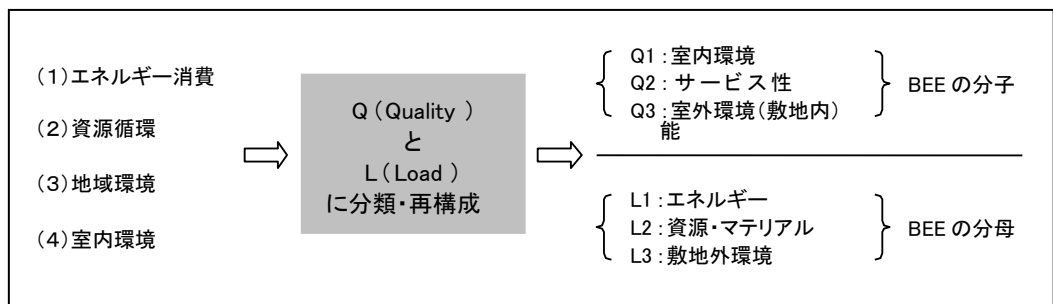 (1)エネルギー消費
(2)資源循環
(3)地域環境
(4)室内環境
Q(Quality )
と
L(Load )
に分類・再構成
Q1:室内環境
Q2:サービス性
Q3:室外環境(敷地内)
能
BEE の分子
L1:エネルギー
L2:資源・マテリアル
L3:敷地外環境
BEE の分母